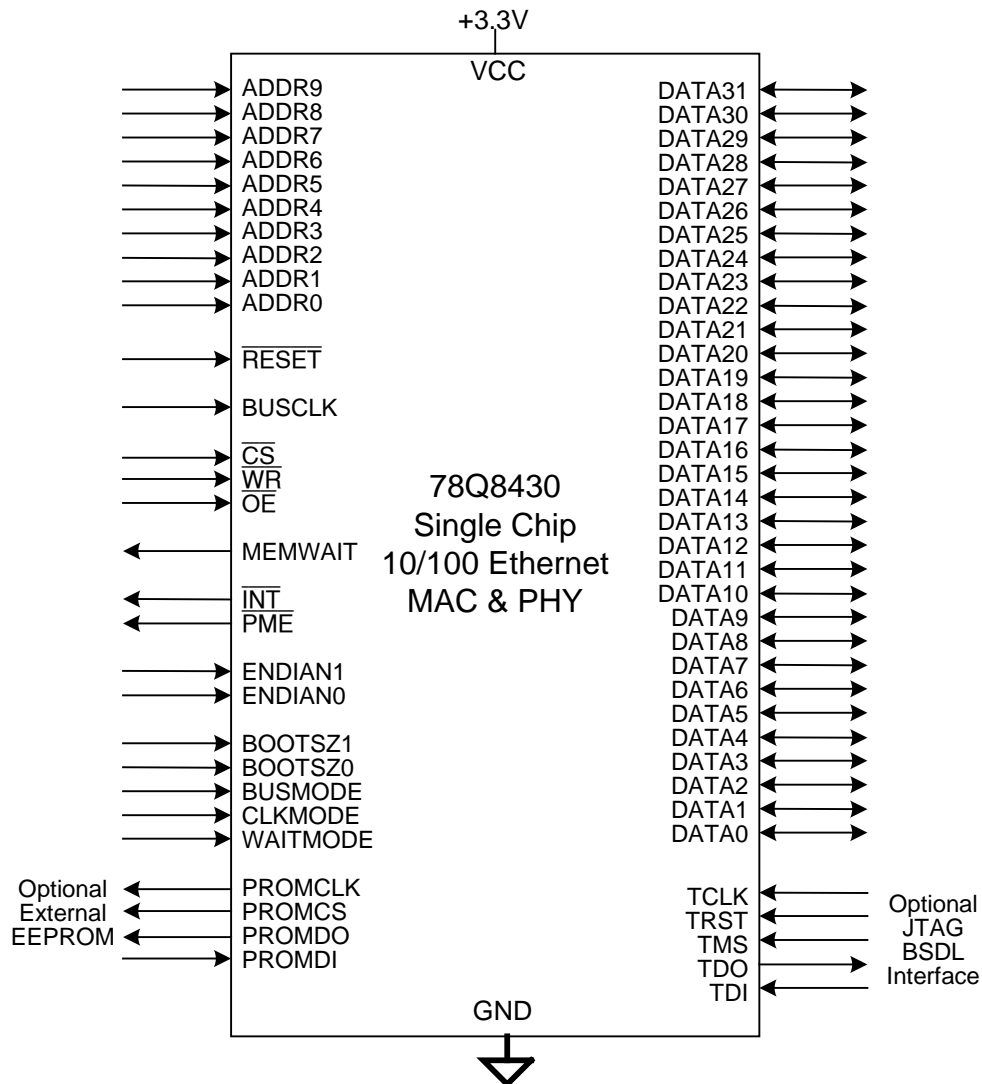 +3.3V
VCC
ADDR9
ADDR8
ADDR7
ADDR6
ADDR5
ADDR4
ADDR3
ADDR2
ADDR1
ADDR0
RESET
BUSCLK
CS
WR
OE
MEMWAIT
INT
PME
ENDIAN1
ENDIAN0
BOOTSZ1
BOOTSZ0
BUSMODE
CLKMODE
WAITMODE
Optional
External
EEPROM
PROMCLK
PROMCS
PROMDO
PROMDI
78Q8430
Single Chip
10/100 Ethernet
MAC & PHY
DATA31
DATA30
DATA29
DATA28
DATA27
DATA26
DATA25
DATA24
DATA23
DATA22
DATA21
DATA20
DATA19
DATA18
DATA17
DATA16
DATA15
DATA14
DATA13
DATA12
DATA11
DATA10
DATA9
DATA8
DATA7
DATA6
DATA5
DATA4
DATA3
DATA2
DATA1
DATA0
TCLK
TRST
TMS
TDO
TDI
Optional
JTAG
BSDL
Interface
GND